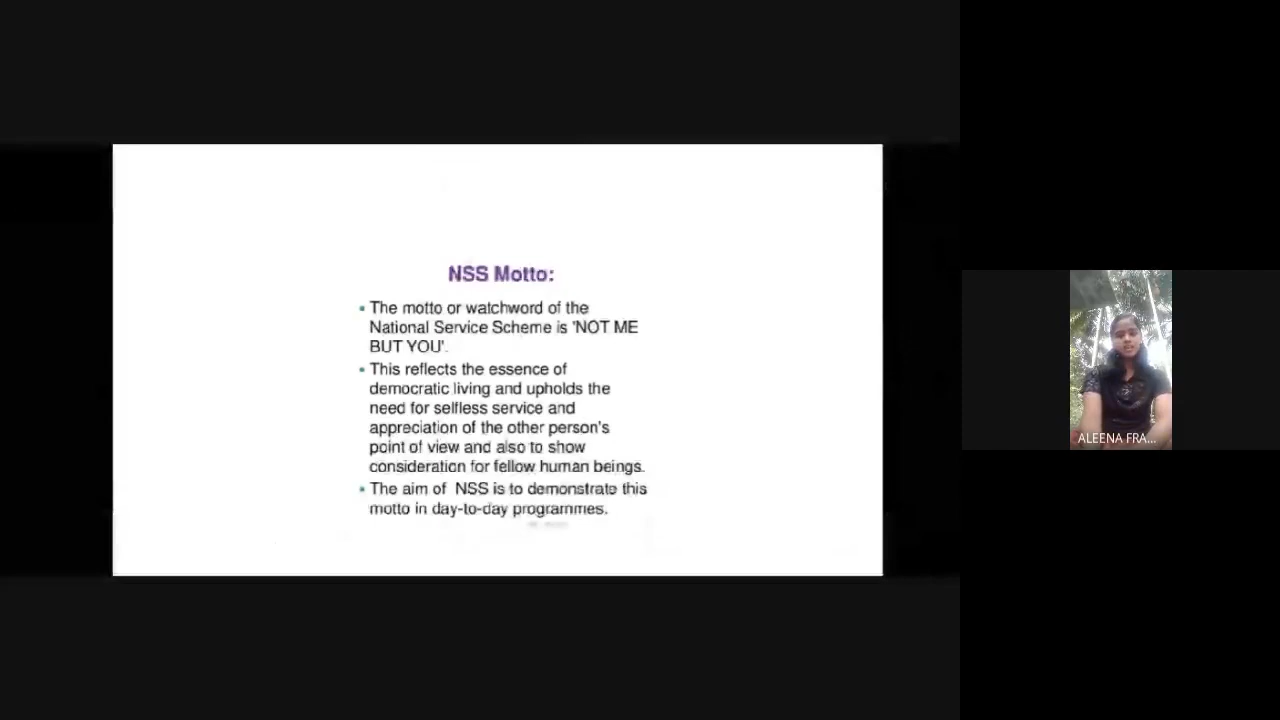 NSS Motto:
The motto or watchword of the
National Service Scheme is 'NOT ME
BUT YOU'.
This reflects the essence of
democratic living and upholds the
need for selfless service and
appreciation of the other person's
point of view and also to show
consideration for fellow human beings.
The aim of NSS is to demonstrate this
motto in day-to-day programmes.
ALEENA FRA...